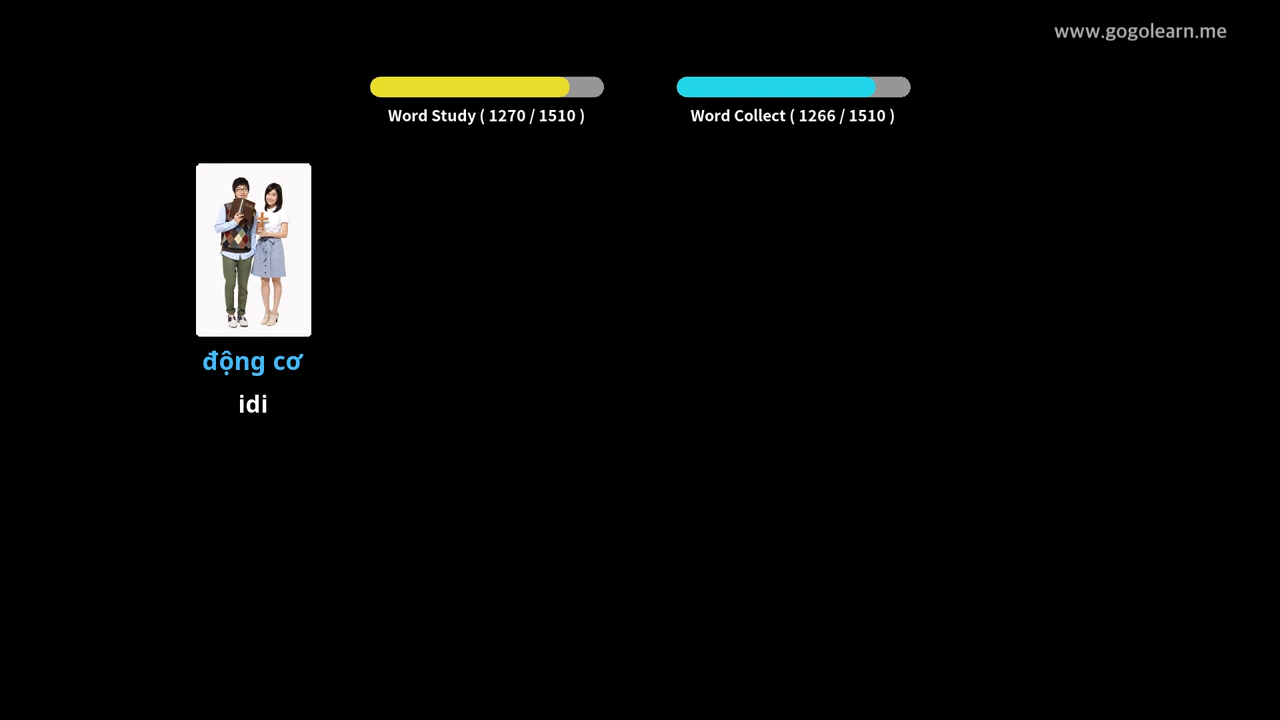 www.gogolearn.me
Word Study ( 1270 / 1510 )
Word Collect ( 1266 / 1510 )
động cơ
idi